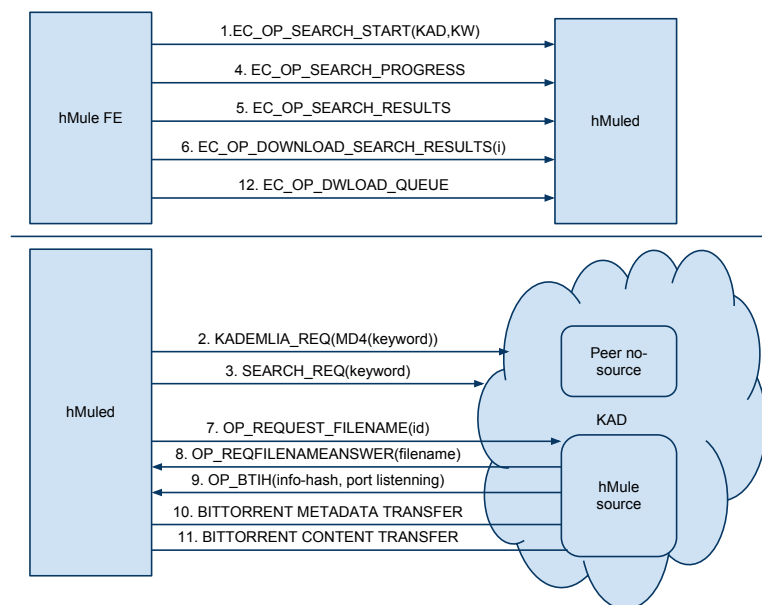 1.EC_OP_SEARCH_START(KAD,KW)
4. EC_OP_SEARCH_PROGRESS
5. EC_OP_SEARCH_RESULTS
hMule FE
hMuled
6. EC_OP_DOWNLOAD_SEARCH_RESULTS(i)
12. EC_OP_DWLOAD_QUEUE
2. KADEMLIA_REQ(MD4(keyword))
Peer no-
source
3. SEARCH_REQ(keyword)
hMuled
KAD
7. OP_REQUEST_FILENAME(id)
8. OP_REQFILENAMEANSWER(filename)
9. OP_BTIH(info-hash, port listenning)
hMule
source
10. BITTORRENT METADATA TRANSFER
11. BITTORRENT CONTENT TRANSFER